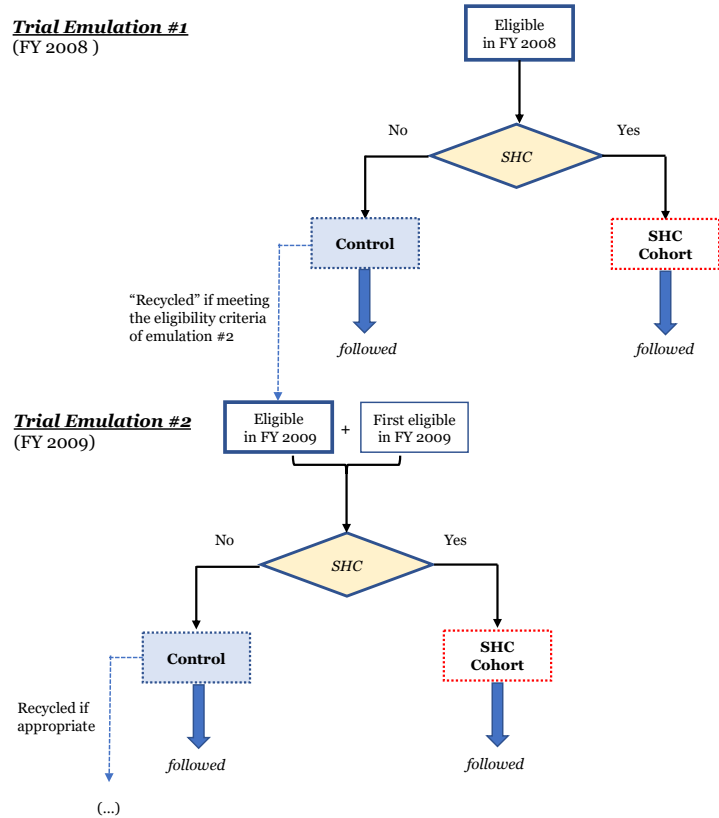 Trial Emulation #1
(FY 2008 )
Eligible
in FY 2008
No
Yes
SHC
Control
SHC
Cohort
“Recycled” if meeting
the eligibility criteria
of emulation #2
followed
followed
Trial Emulation #2
(FY 2009)
Eligible
in FY 2009
+
First eligible
in FY 2009
No
Yes
SHC
Control
SHC
Cohort
Recycled if
appropriate
followed
followed
(...)